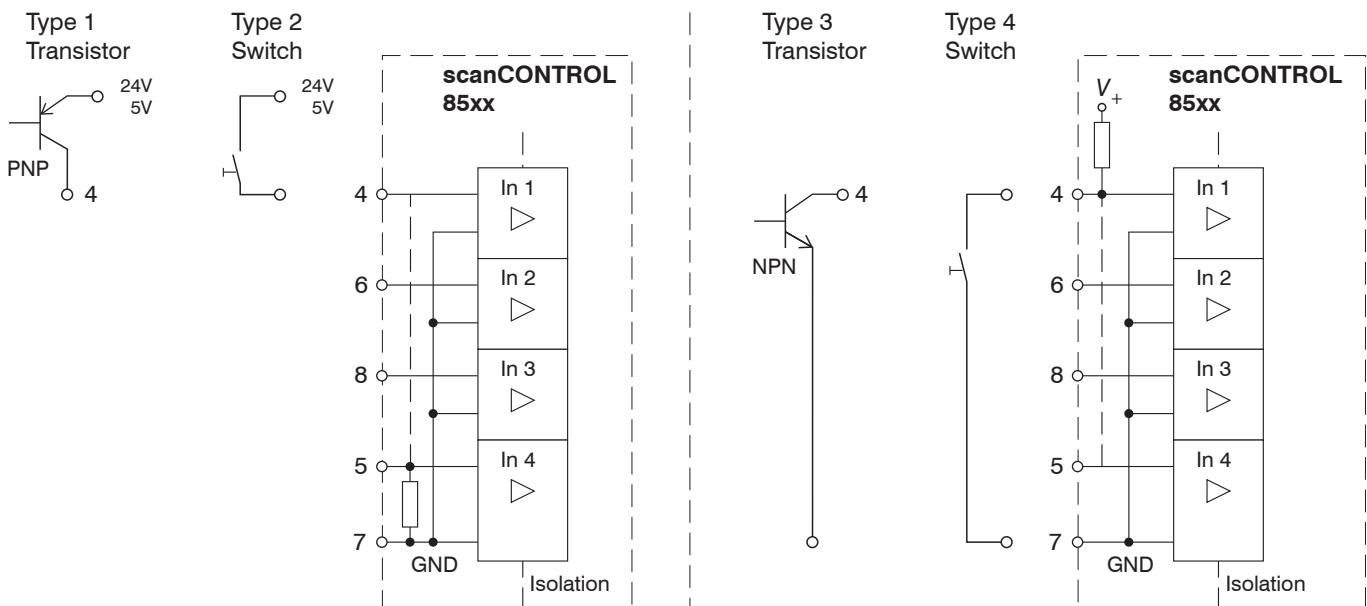 Type 1
Transistor
24V
5V
PNP
4
Type 2
Switch
24V
5V
scanCONTROL
85xx
4
In 1
6
In 2
8
In 3
5
In 4
7
GND
Isolation
Type 3
Transistor
4
NPN
Type 4
Switch
scanCONTROL
85xx
V+
4
In 1
6
In 2
8
In 3
5
In 4
7
GND
Isolation